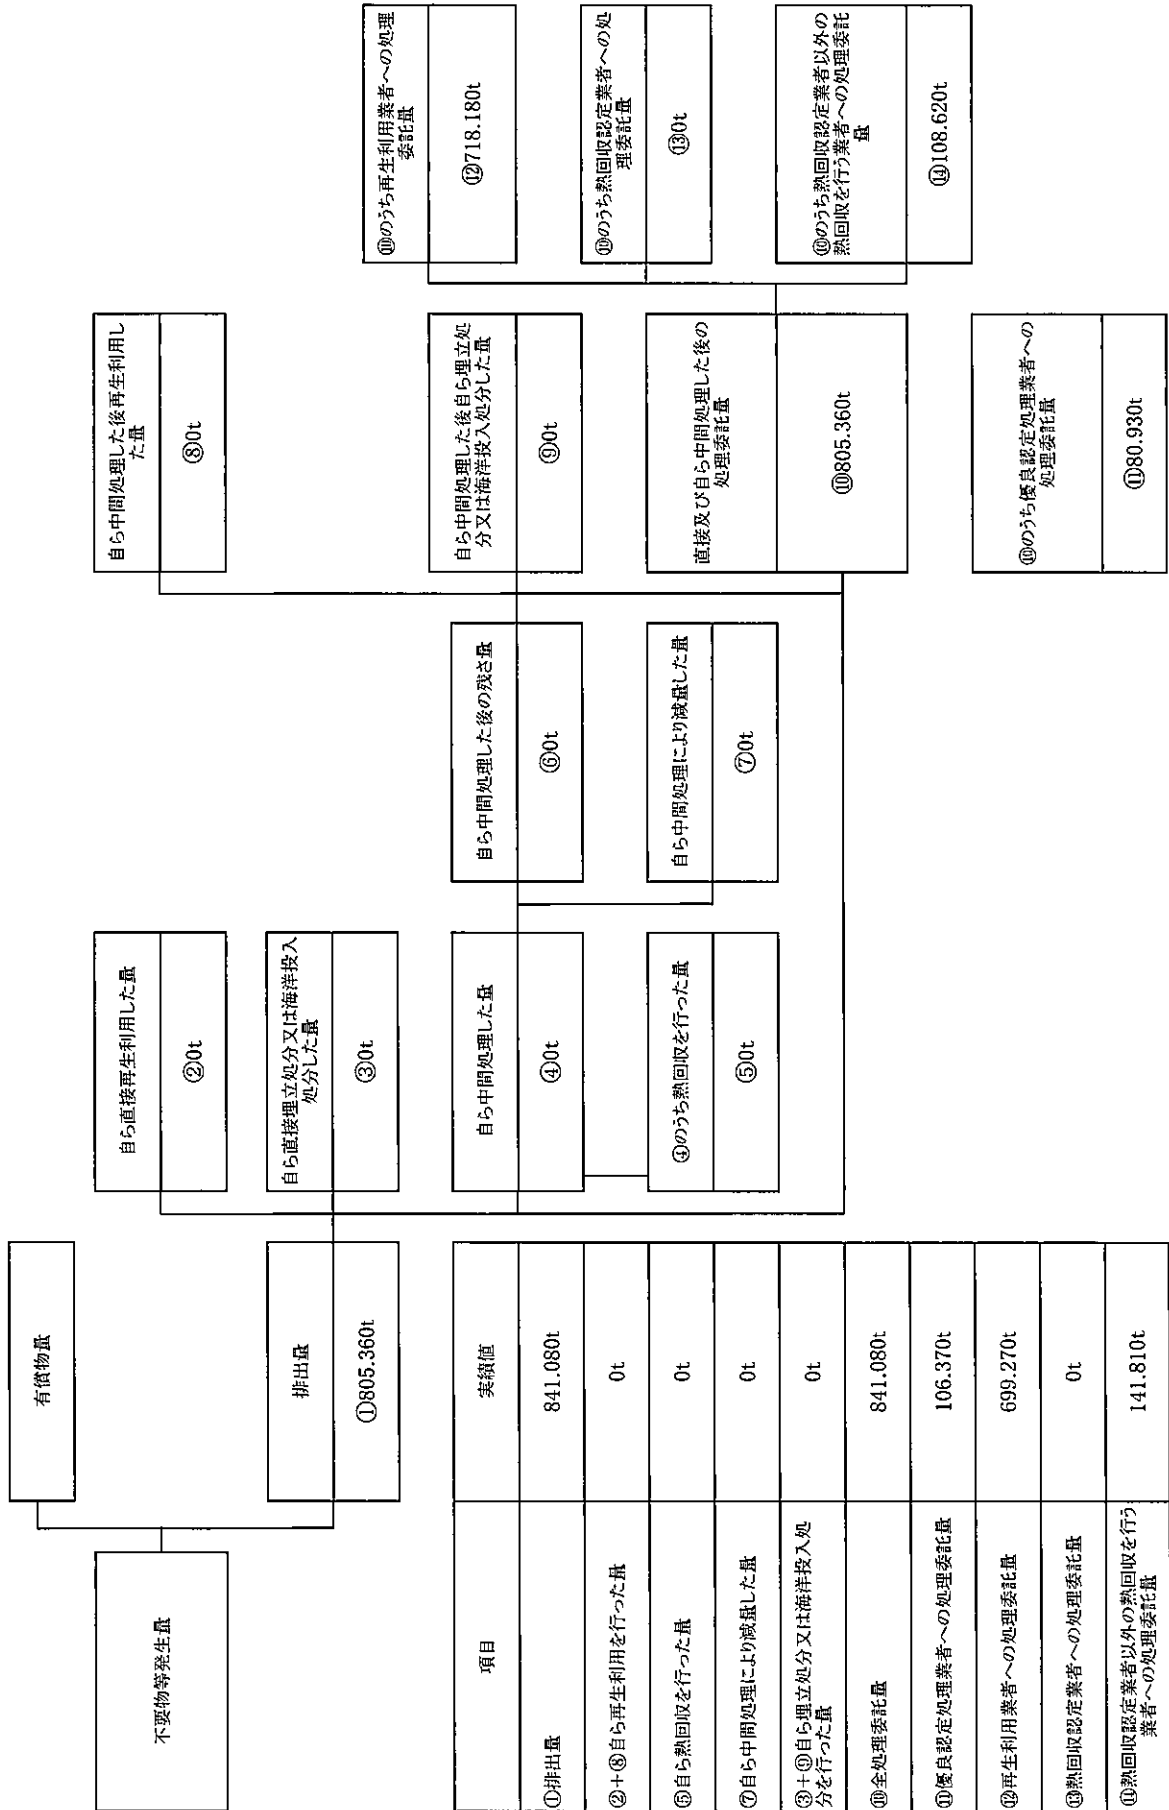 不要物等発生量
有償物量
排出量
①805.360t
自ら直接再生利用した量
②0t
自ら直接埋立処分又は海洋投入
処分した量
③0t
自ら中間処理した量
④0t
④のうち熱回収を行った量
⑤0t
自ら中間処理した後の残さ量
⑥0t
自ら中間処理により減量した量
⑦0t
自ら中間処理した後再生利用し
た量
⑧0t
自ら中間処理した後自ら埋立処
分又は海洋投入処分した量
⑨0t
直接及び自ら中間処理した後の
処理委託量
⑩805.360t
⑩のうち優良認定処理業者への
処理委託量
⑪80.930t
⑩のうち再生利用業者への処理
委託量
⑫718.180t
⑩のうち熱回収認定業者への処
理委託量
⑬0t
⑩のうち熱回収認定業者以外の
熱回収を行う業者への処理委託
量
⑭108.620t
項目 実績値
①排出量 841.080t
②+⑧自ら再生利用を行った量 0t
⑤自ら熱回収を行った量 0t
⑦自ら中間処理により減量した量 0t
③+⑨自ら埋立処分又は海洋投入処
分を行った量 0t
⑩全処理委託量 841.080t
⑪優良認定処理業者への処理委託量 106.370t
⑫再生利用業者への処理委託量 699.270t
⑬熱回収認定業者への処理委託量 0t
⑭熱回収認定業者以外の熱回収を行う
業者への処理委託量 141.810t